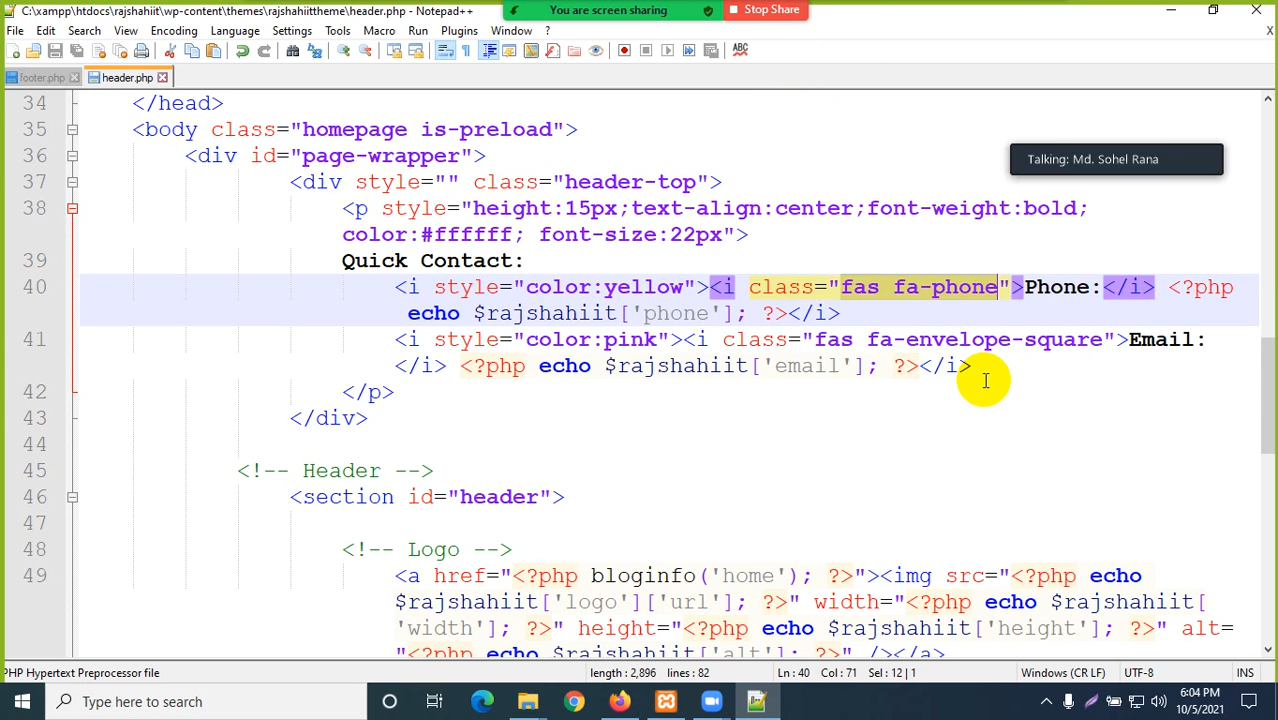 C:\xampp\htdocs\rajshahiit\wp-content\themes\rajshahiittheme\header.php - Notepad++
You are screen sharing
Stop Share
File Edit Search View Encoding Language Settings Tools Macro Run Plugins Window ?
X
ABC
footer.php header.php
34 </head>
35 <body class="homepage is-preload">
36 <div id="page-wrapper">
Talking: Md. Sohel Rana
37 <div style="" class="header-top">
38 <p style="height:15px;text-align:center;font-weight:bold;
color:#ffffff; font-size:22px">
39 Quick Contact:
40 <i style="color:yellow"><i class="fas fa-phone">Phone:</i> <?php
echo $rajshahiit['phone']; ?></i>
41 <i style="color:pink"><i class="fas fa-envelope-square">Email:
</i> <?php echo $rajshahiit['email']; ?></i>
42 </p>
43 </div>
44
45 <!-- Header -->
46 <section id="header">
47
48 <!-- Logo -->
49 <a href="<?php bloginfo('home'); ?>"><img src="<?php echo
$rajshahiit['logo']['url']; ?>" width="<?php echo $rajshahiit[
'width']; ?>" height="<?php echo $rajshahiit['height']; ?>" alt=
"<?php echo $rajshahiit['alt']; ?>" /></a>
PHP Hypertext Preprocessor file
length : 2,896 lines : 82
Ln : 40 Col : 71 Sel : 12 | 1
Windows (CR LF)
UTF-8
INS
Type here to search
6:04 PM
10/5/2021